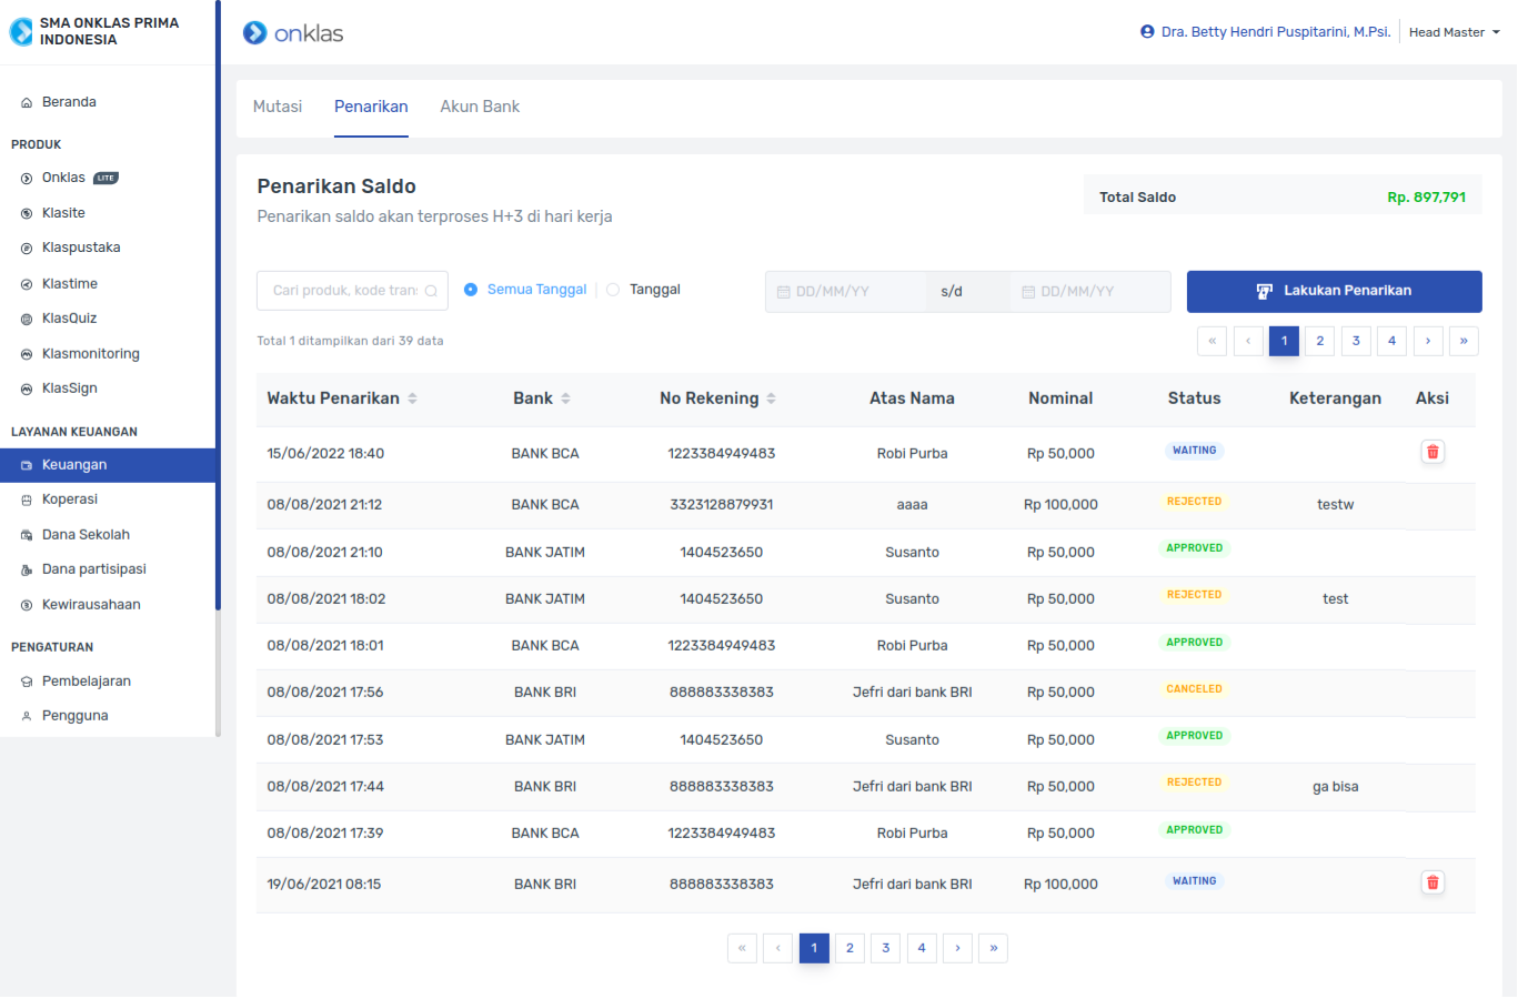 SMA ONKLAS PRIMA
INDONESIA
onklas
Dra. Betty Hendri Puspitarini, M.Psi.
Head Master
Beranda
PRODUK
Onklas LITE
Klasite
Klaspustaka
Klastime
KlasQuiz
Klasmonitoring
KlasSign
LAYANAN KEUANGAN
Keuangan
Koperasi
Dana Sekolah
Dana partisipasi
Kewirausahaan
PENGATURAN
Pembelajaran
Pengguna
Mutasi Penarikan Akun Bank
Penarikan Saldo
Penarikan saldo akan terproses H+3 di hari kerja
Total Saldo Rp. 897,791
Cari produk, kode tran: Semua Tanggal Tanggal DD/MM/YY s/d DD/MM/YY Lakukan Penarikan
Total 1 ditampilkan dari 39 data
« ‹ 1 2 3 4 › »
Waktu Penarikan Bank No Rekening Atas Nama Nominal Status Keterangan Aksi
15/06/2022 18:40 BANK BCA 1223384949483 Robi Purba Rp 50,000 WAITING
08/08/2021 21:12 BANK BCA 3323128879931 aaaa Rp 100,000 REJECTED testw
08/08/2021 21:10 BANK JATIM 1404523650 Susanto Rp 50,000 APPROVED
08/08/2021 18:02 BANK JATIM 1404523650 Susanto Rp 50,000 REJECTED test
08/08/2021 18:01 BANK BCA 1223384949483 Robi Purba Rp 50,000 APPROVED
08/08/2021 17:56 BANK BRI 888883338383 Jefri dari bank BRI Rp 50,000 CANCELED
08/08/2021 17:53 BANK JATIM 1404523650 Susanto Rp 50,000 APPROVED
08/08/2021 17:44 BANK BRI 888883338383 Jefri dari bank BRI Rp 50,000 REJECTED ga bisa
08/08/2021 17:39 BANK BCA 1223384949483 Robi Purba Rp 50,000 APPROVED
19/06/2021 08:15 BANK BRI 888883338383 Jefri dari bank BRI Rp 100,000 WAITING
« ‹ 1 2 3 4 › »